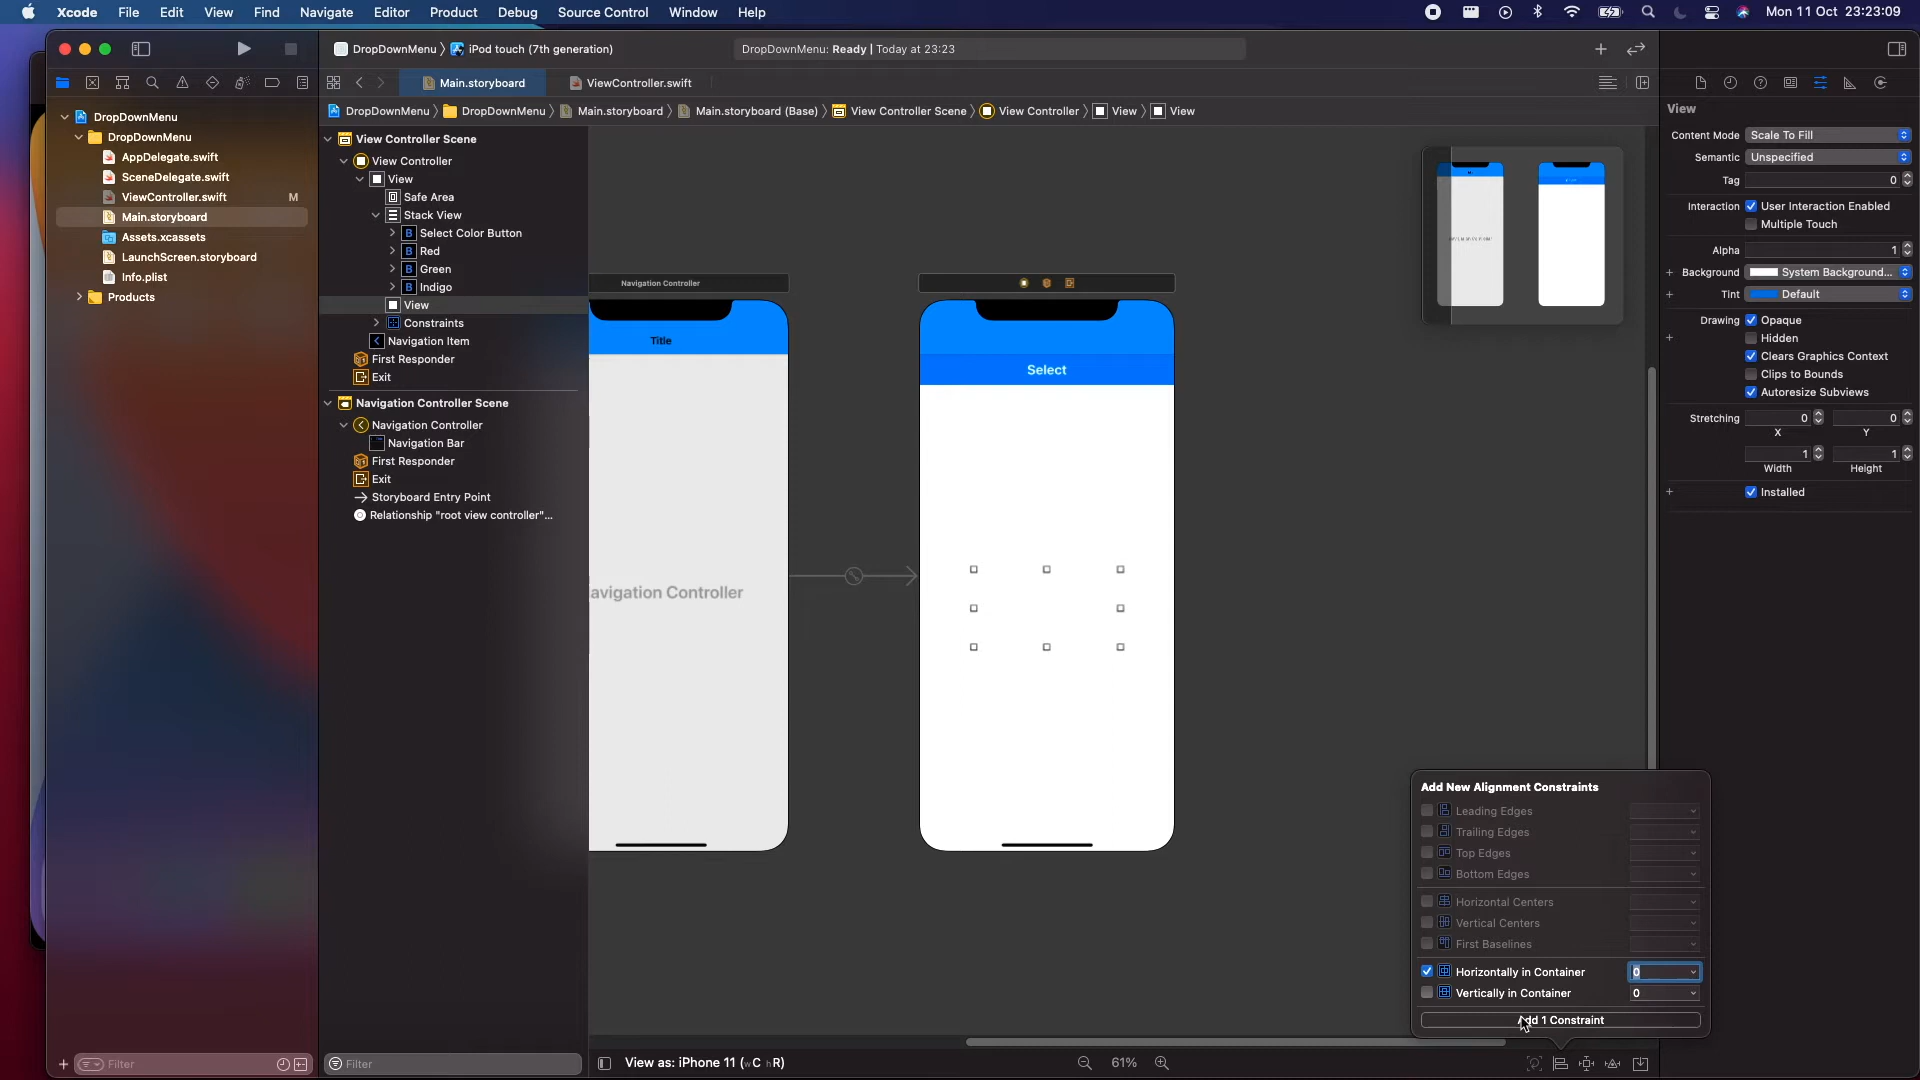 Xcode File Edit View Find Navigate Editor Product Debug Source Control Window Help
Mon 11 Oct 23:23:09
DropDownMenu iPod touch (7th generation)
DropDownMenu: Ready | Today at 23:23
Main.storyboard ViewController.swift
DropDownMenu DropDownMenu Main.storyboard Main.storyboard (Base) View Controller Scene View Controller View View
DropDownMenu
DropDownMenu
AppDelegate.swift
SceneDelegate.swift
ViewController.swift M
Main.storyboard
Assets.xcassets
LaunchScreen.storyboard
Info.plist
Products
Filter
View Controller Scene
View Controller
View
Safe Area
Stack View
B Select Color Button
B Red
B Green
B Indigo
View
Constraints
Navigation Item
First Responder
Exit
Navigation Controller Scene
Navigation Controller
Navigation Bar
First Responder
Exit
Storyboard Entry Point
Relationship "root view controller"...
Filter
Navigation Controller
Title
avigation Controller
Select
View as: iPhone 11 (wC hR)
61%
Add New Alignment Constraints
Leading Edges
Trailing Edges
Top Edges
Bottom Edges
Horizontal Centers
Vertical Centers
First Baselines
Horizontally in Container 0
Vertically in Container 0
Add 1 Constraint
View
Content Mode Scale To Fill
Semantic Unspecified
Tag 0
Interaction User Interaction Enabled
Multiple Touch
Alpha 1
Background System Background...
Tint Default
Drawing Opaque
Hidden
Clears Graphics Context
Clips to Bounds
Autoresize Subviews
Stretching 0 0
X Y
1 1
Width Height
Installed